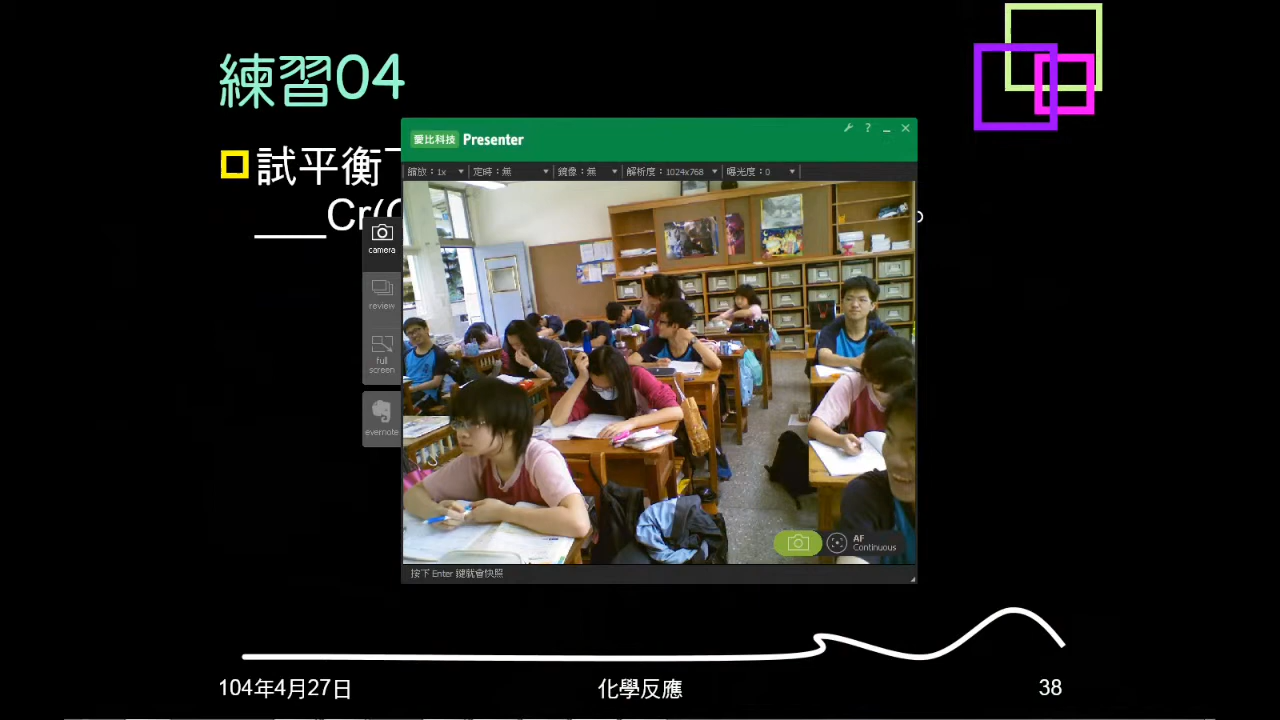 練習04
試平衡
Cr(
愛比科技 Presenter
縮放：1x 定時：無 鏡像：無 解析度：1024x768 曝光度：0
camera
review
full
screen
evernote
AF
Continuous
按下 Enter 鍵就會快照
104年4月27日
化學反應
38